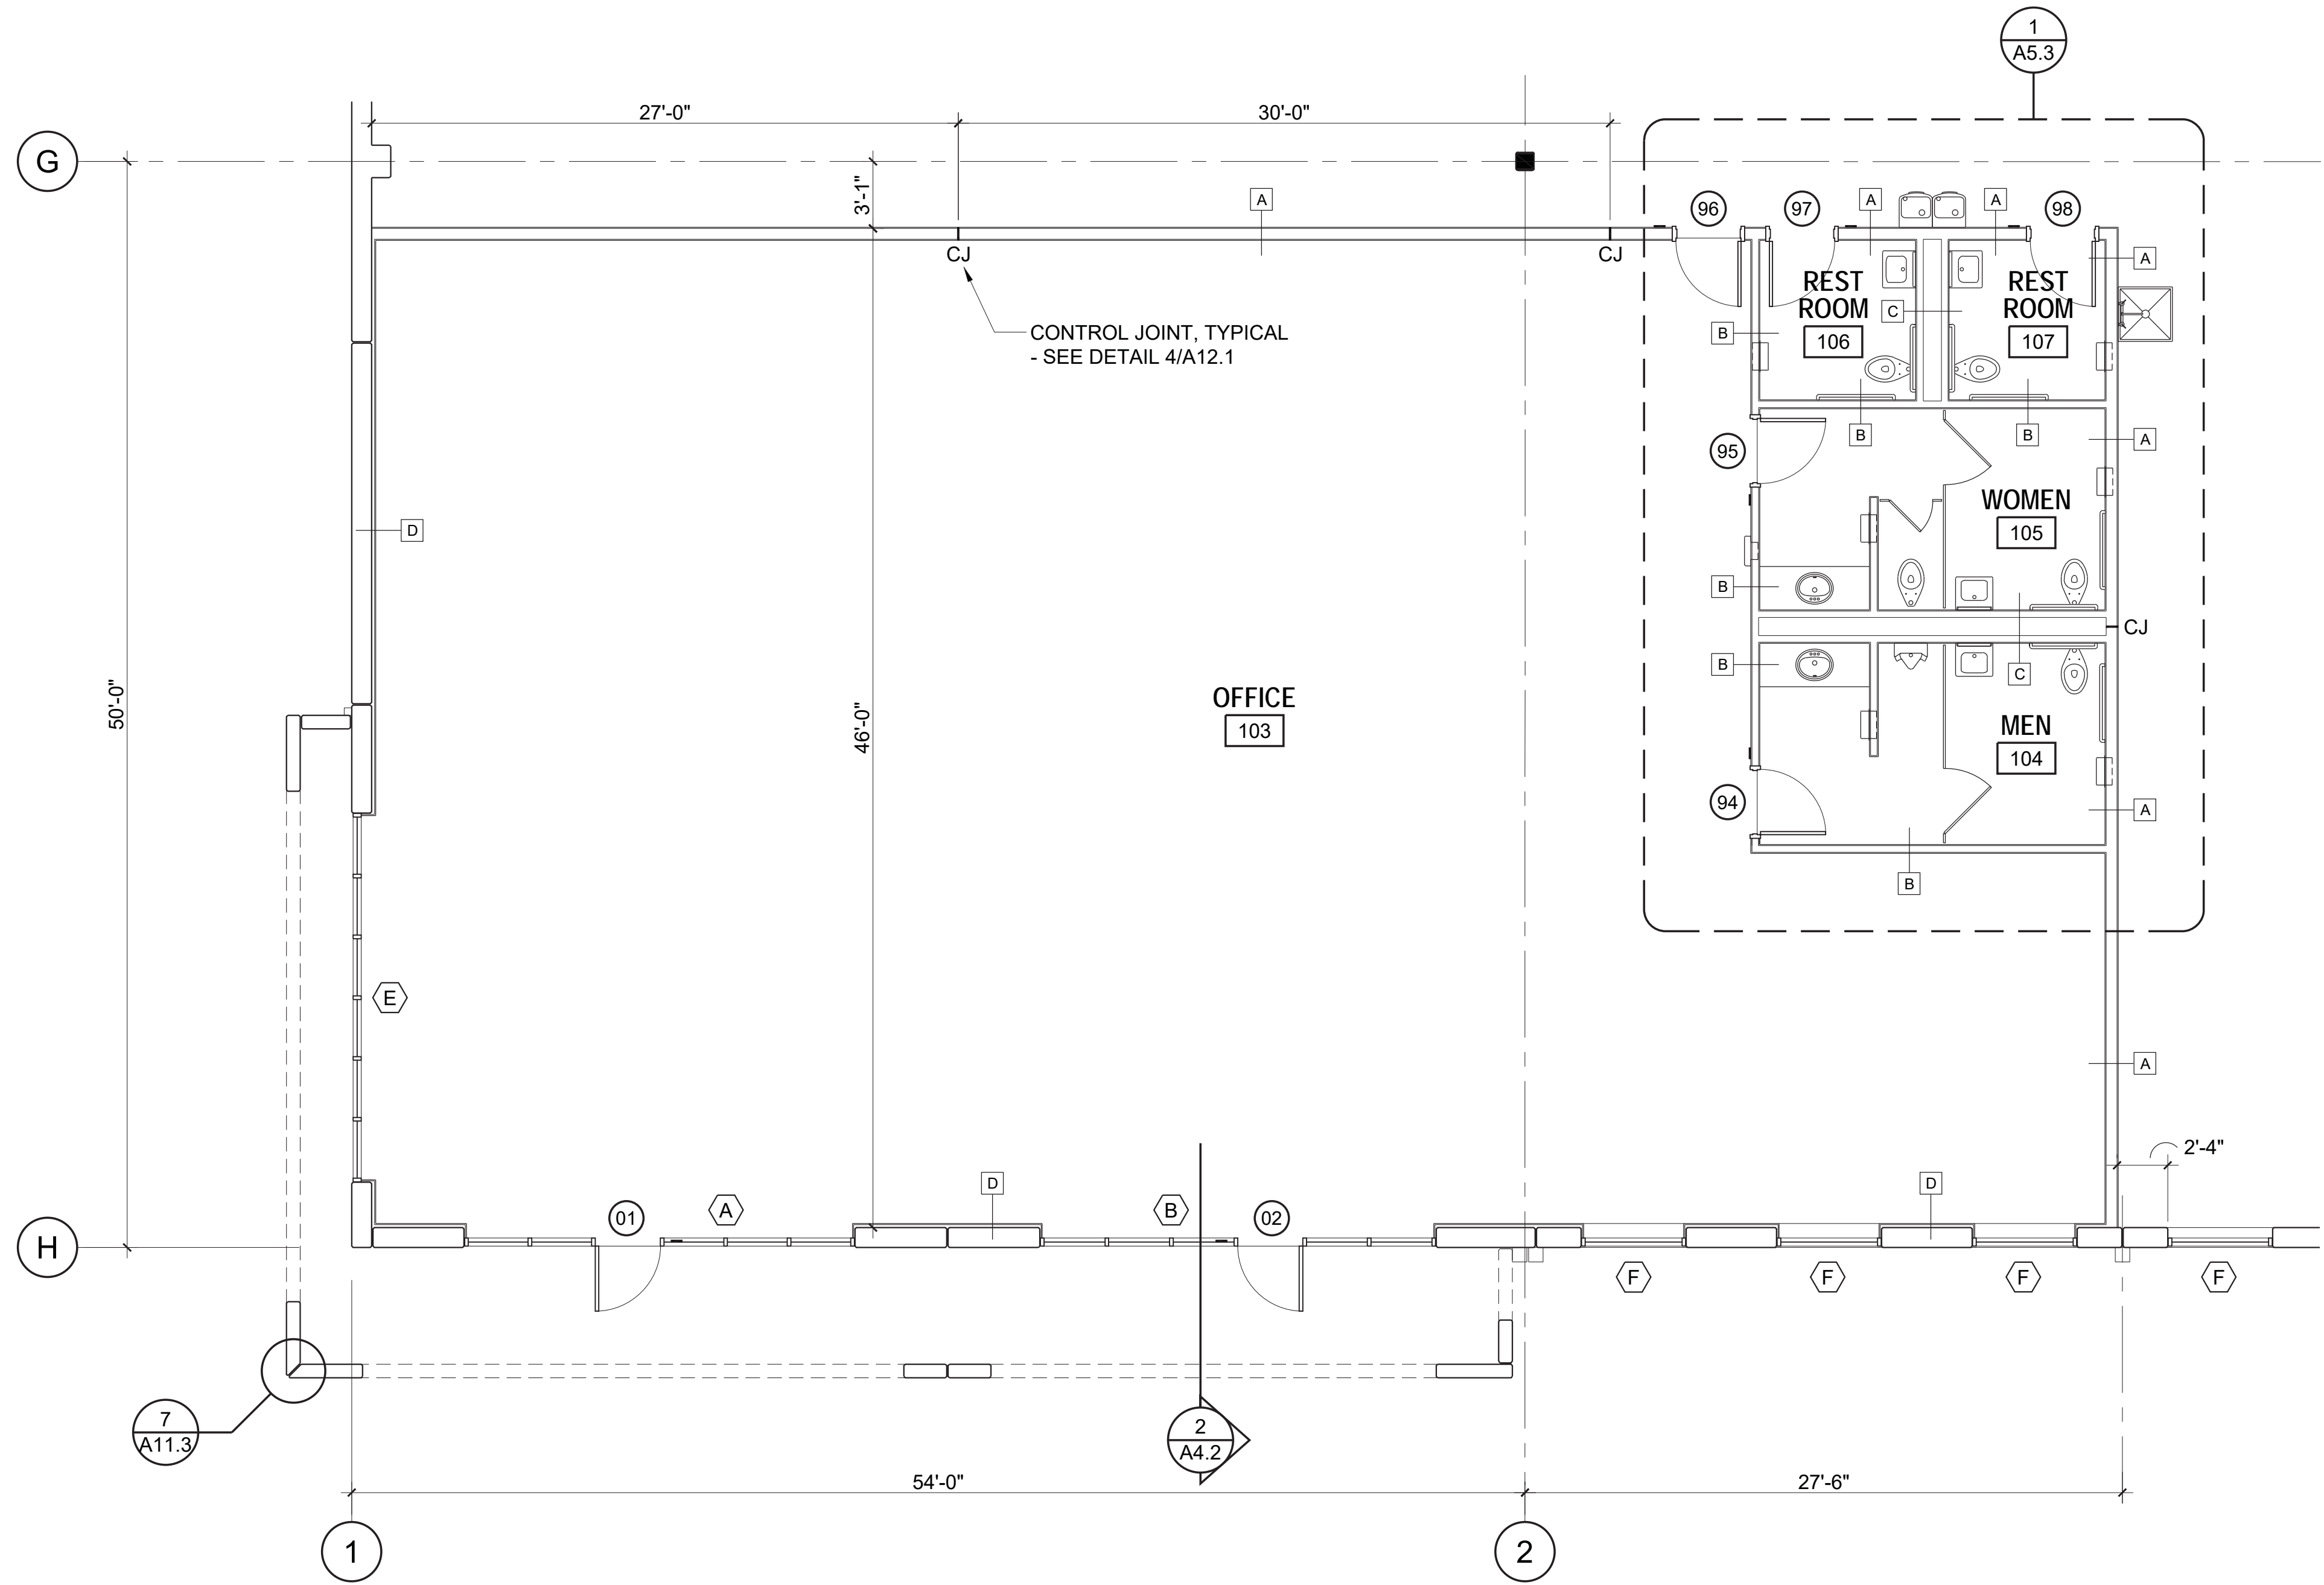 1
A5.3
27'-0"
30'-0"
G
3'-1"
A
96
97
A
A
98
CJ
CJ
A
REST
ROOM
106
REST
ROOM
107
C
B
CONTROL JOINT, TYPICAL
- SEE DETAIL 4/A12.1
B
B
A
95
WOMEN
105
D
B
CJ
B
C
50'-0"
46'-0"
OFFICE
103
MEN
104
94
A
B
E
A
2'-4"
D
D
01
A
B
02
H
F
F
F
F
7
A11.3
2
A4.2
54'-0"
27'-6"
1
2